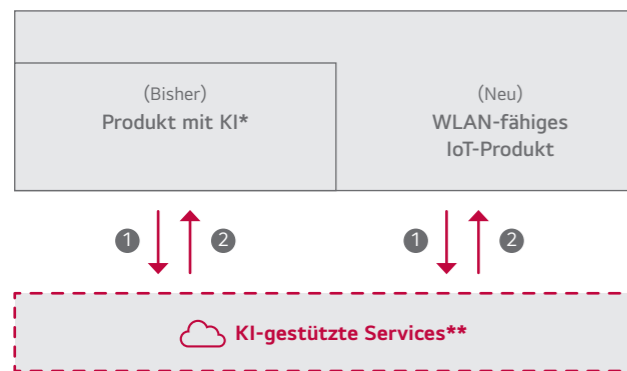 (Bisher)
Produkt mit KI*
(Neu)
WLAN-fähiges
IoT-Produkt
1
2
1
2
KI-gestützte Services**